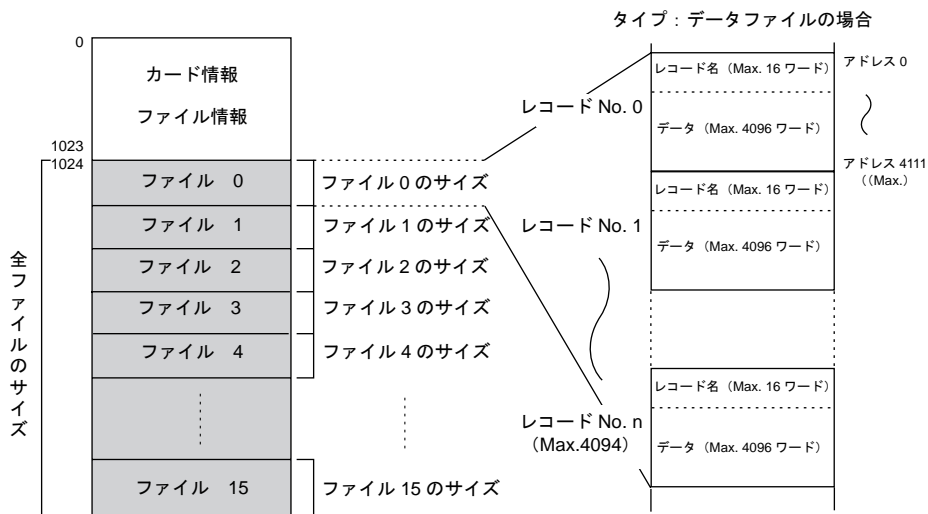 タイプ：データファイルの場合
0
カード情報
ファイル情報
1023
1024
全ファイルのサイズ
ファイル 0
ファイル 1
ファイル 2
ファイル 3
ファイル 4
ファイル 15
ファイル 0 のサイズ
ファイル 1 のサイズ
ファイル 2 のサイズ
ファイル 3 のサイズ
ファイル 4 のサイズ
ファイル 15 のサイズ
レコード No. 0
レコード名（Max. 16 ワード）
データ（Max. 4096 ワード）
アドレス 0
アドレス 4111
（(Max.）
レコード No. 1
レコード名（Max. 16 ワード）
データ（Max. 4096 ワード）
レコード No. n
（Max.4094）
レコード名（Max. 16 ワード）
データ（Max. 4096 ワード）